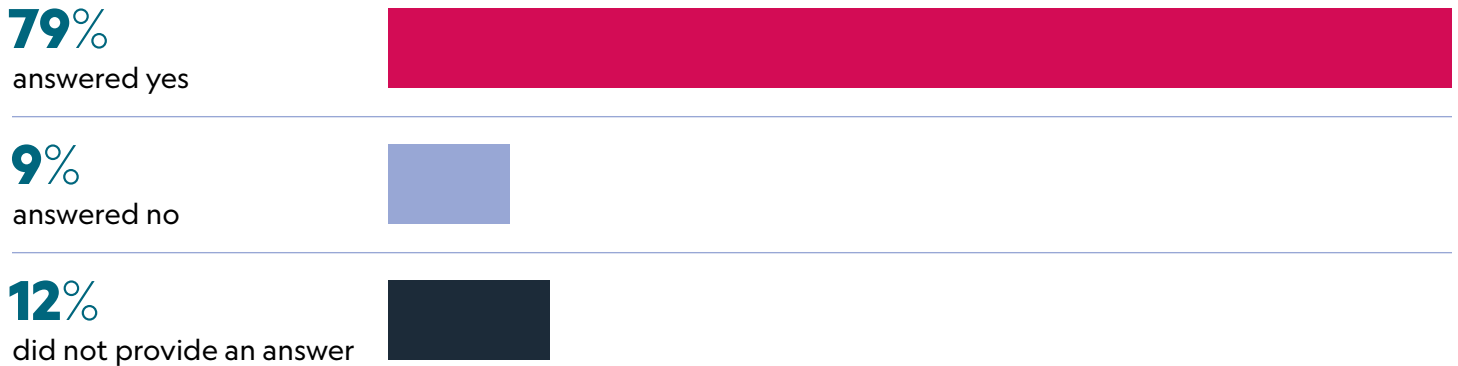 79%
answered yes
9%
answered no
12%
did not provide an answer